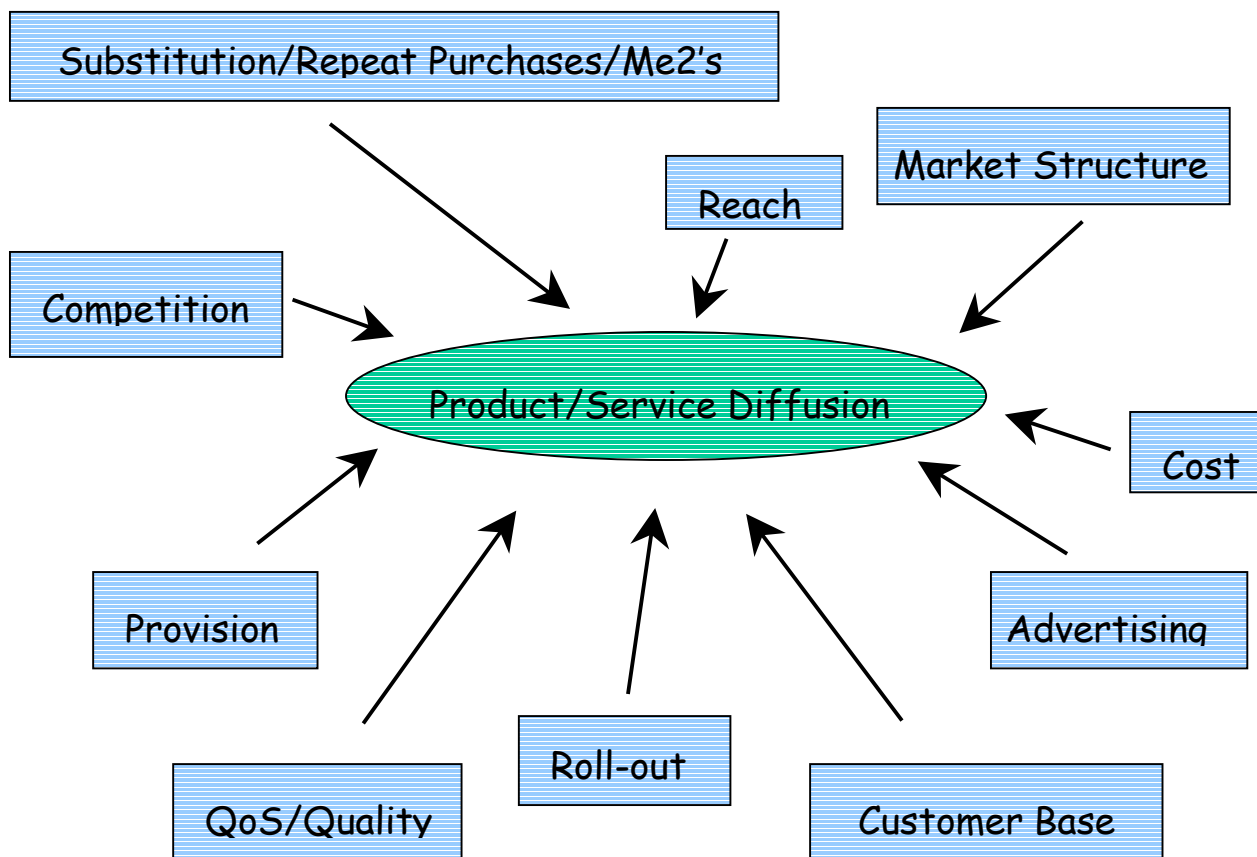 Substitution/Repeat Purchases/Me2's
Market Structure
Reach
Competition
Product/Service Diffusion
Cost
Provision
Advertising
Roll-out
QoS/Quality
Customer Base